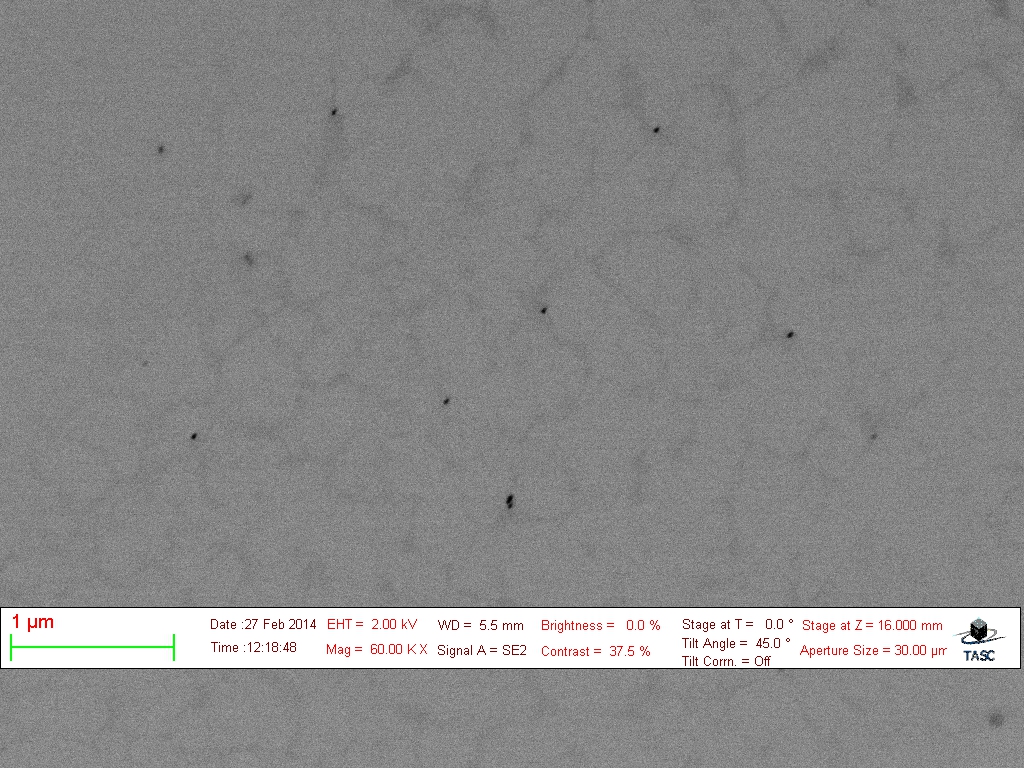 1 µm
Date :27 Feb 2014 EHT = 2.00 kV WD = 5.5 mm Brightness = 0.0 % Stage at T = 0.0 ° Stage at Z = 16.000 mm
Time :12:18:48 Mag = 60.00 K X Signal A = SE2 Contrast = 37.5 % Tilt Angle = 45.0 ° Aperture Size = 30.00 µm
Tilt Corrn. = Off
TASC